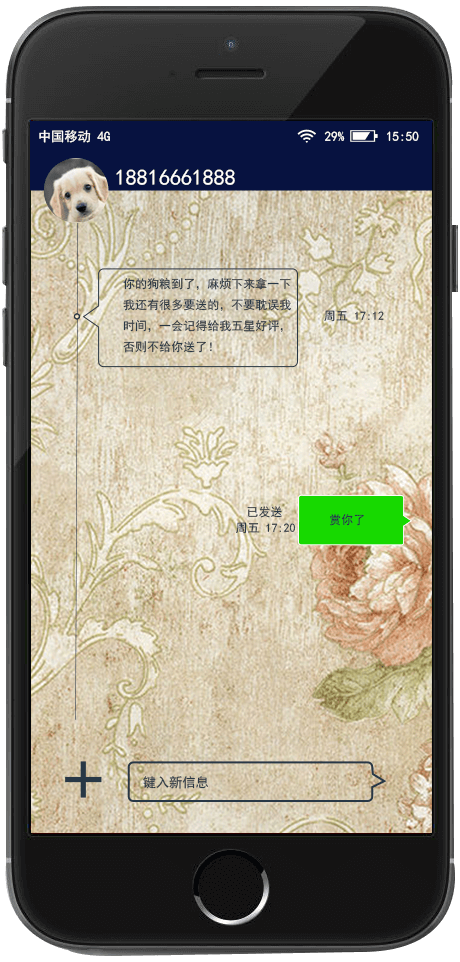 中国移动 4G 29% 15:50
18816661888
你的狗粮到了,麻烦下来拿一下
我还有很多要送的,不要耽误我
时间,一会记得给我五星好评,
否则不给你送了!
周五 17:12
已发送
周五 17:20
赏你了
键入新信息